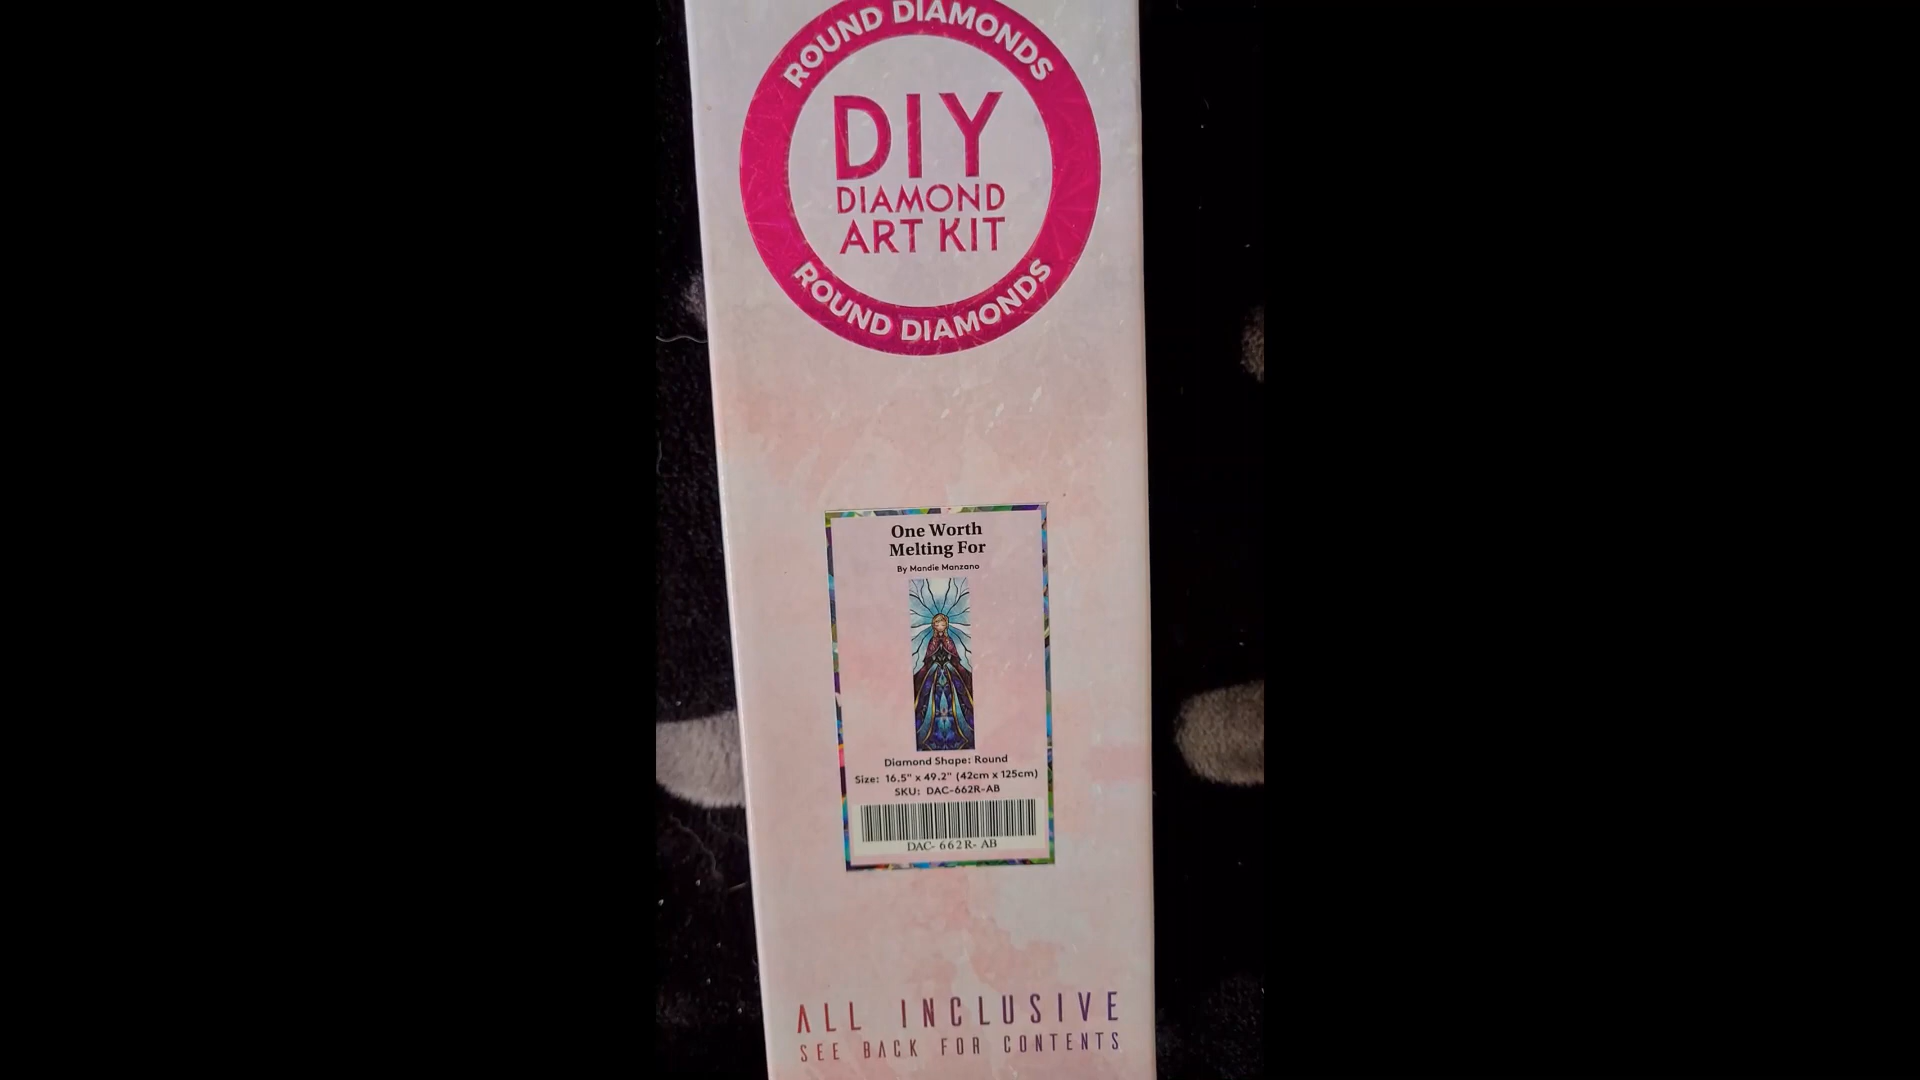 ROUND DIAMONDS
DIY
DIAMOND
ART KIT
ROUND DIAMONDS
One Worth
Melting For
By Mandie Manzano
Diamond Shape: Round
Size: 16.5" x 49.2" (42cm x 125cm)
SKU: DAC-662R-AB
DAC- 662R- AB
ALL INCLUSIVE
SEE BACK FOR CONTENTS